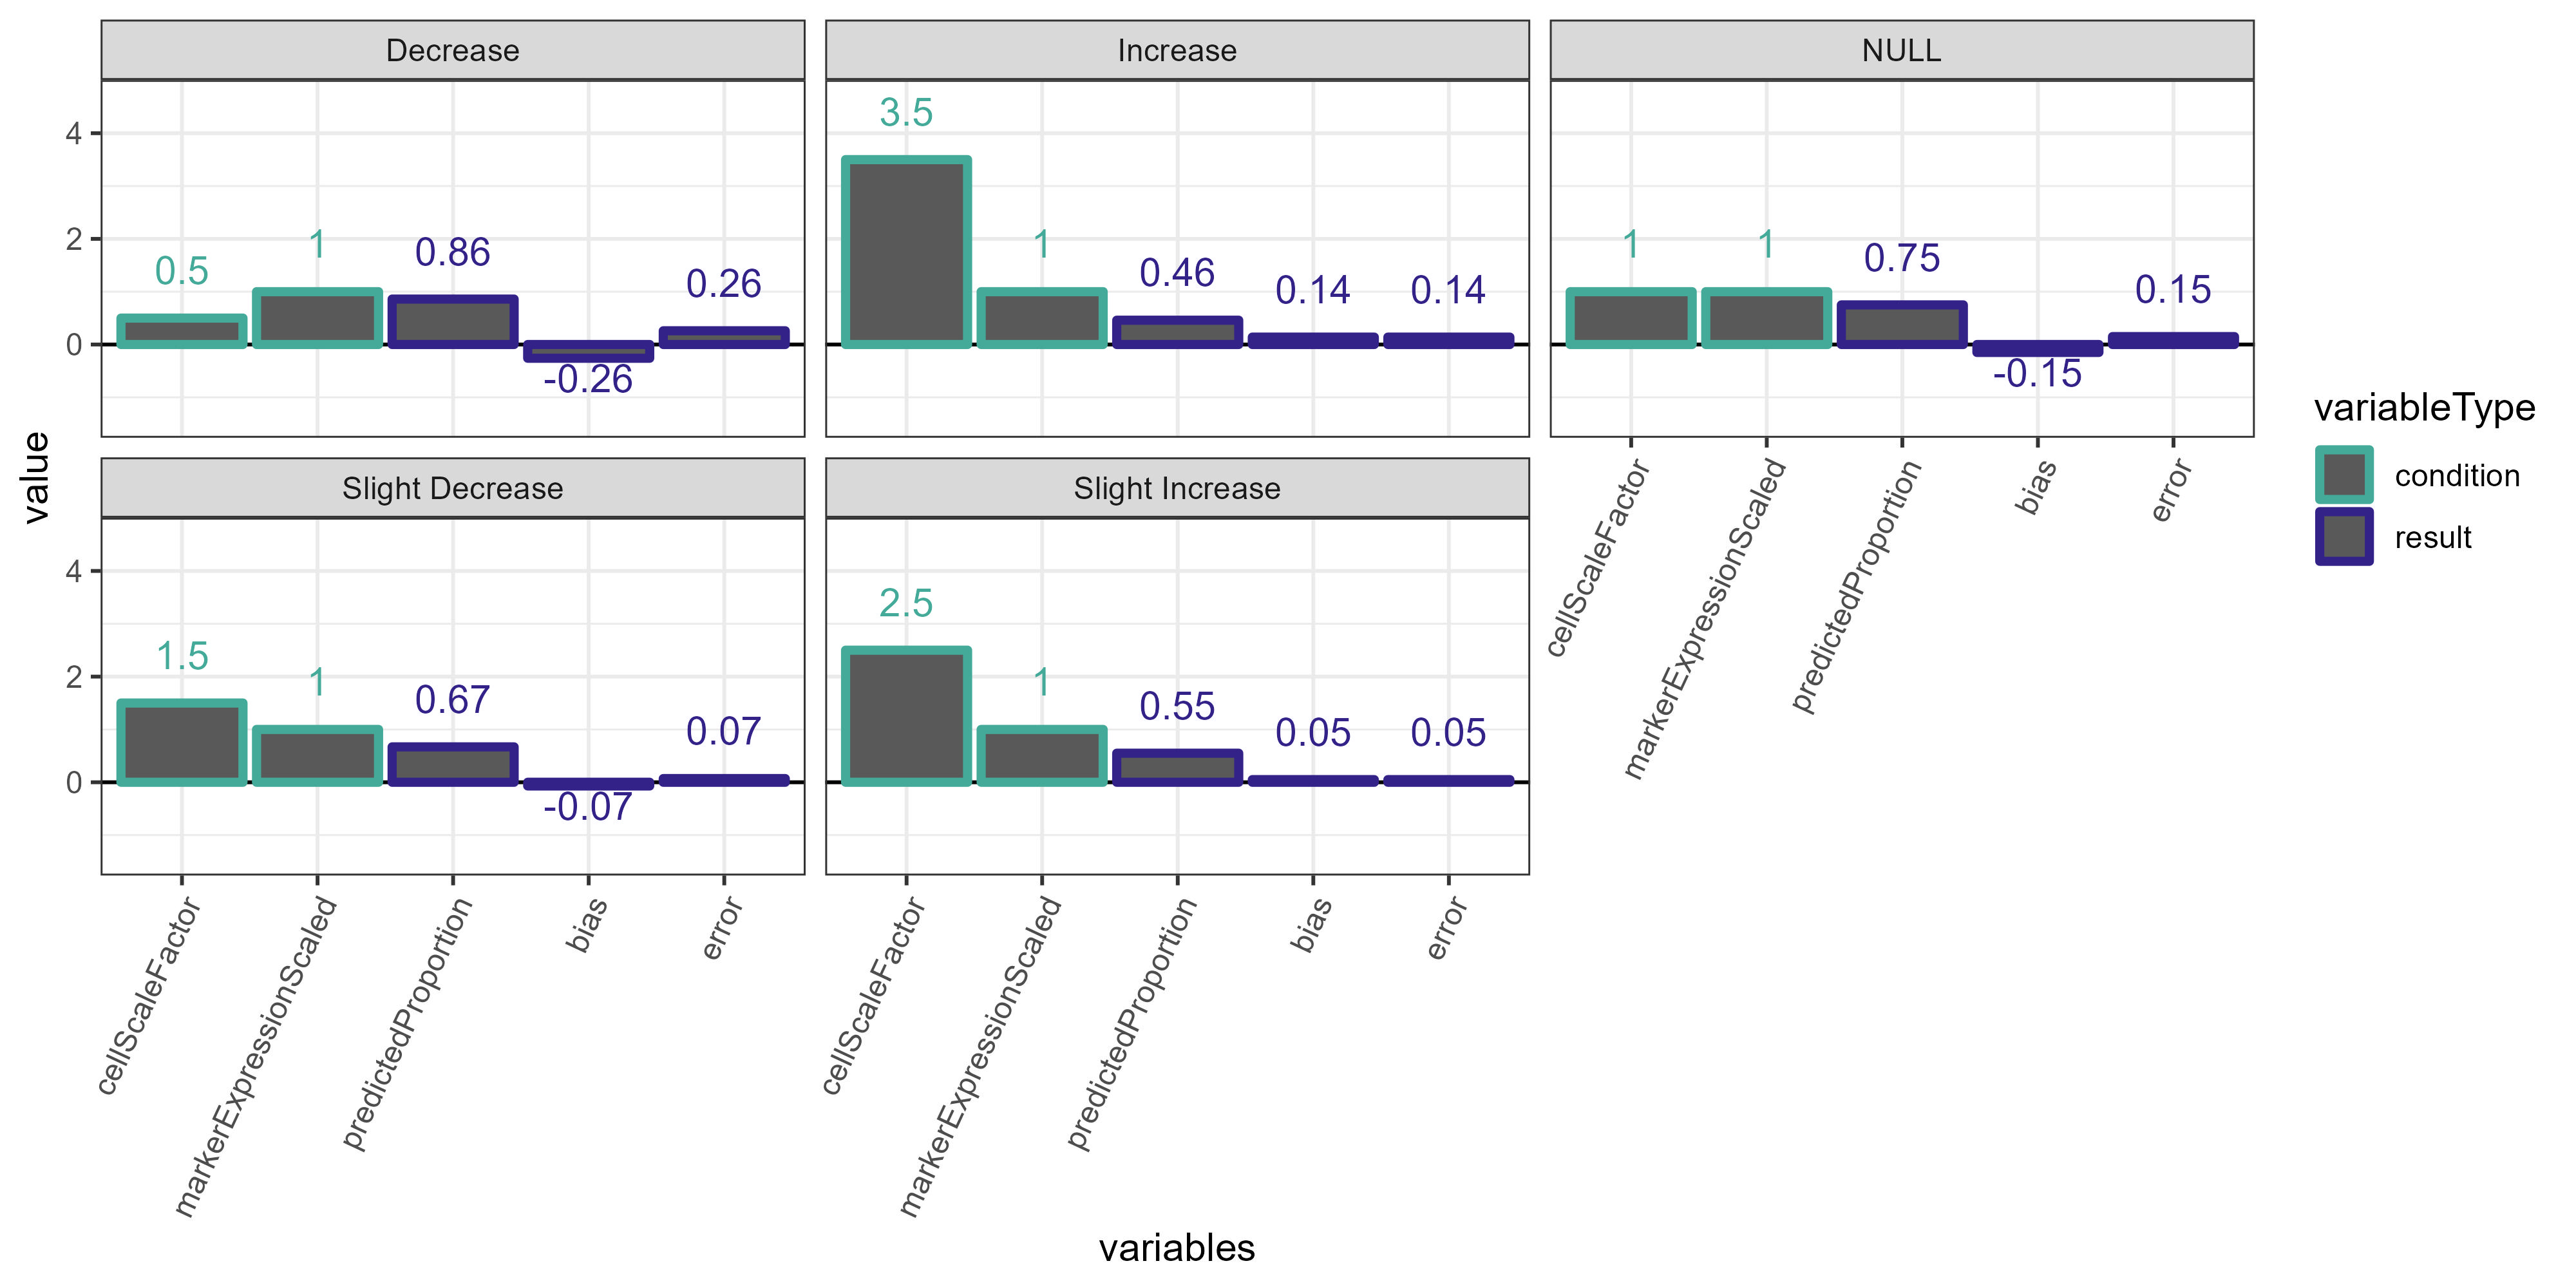 Decrease
Increase
NULL
value
4
2
0
0.5
1
0.86
-0.26
0.26
3.5
1
0.46
0.14
0.14
1
1
0.75
-0.15
0.15
cellScaleFactor
markerExpressionScaled
predictedProportion
bias
error
variableType
condition
result
Slight Decrease
Slight Increase
4
2
0
1.5
1
0.67
-0.07
0.07
2.5
1
0.55
0.05
0.05
cellScaleFactor
markerExpressionScaled
predictedProportion
bias
error
cellScaleFactor
markerExpressionScaled
predictedProportion
bias
error
variables